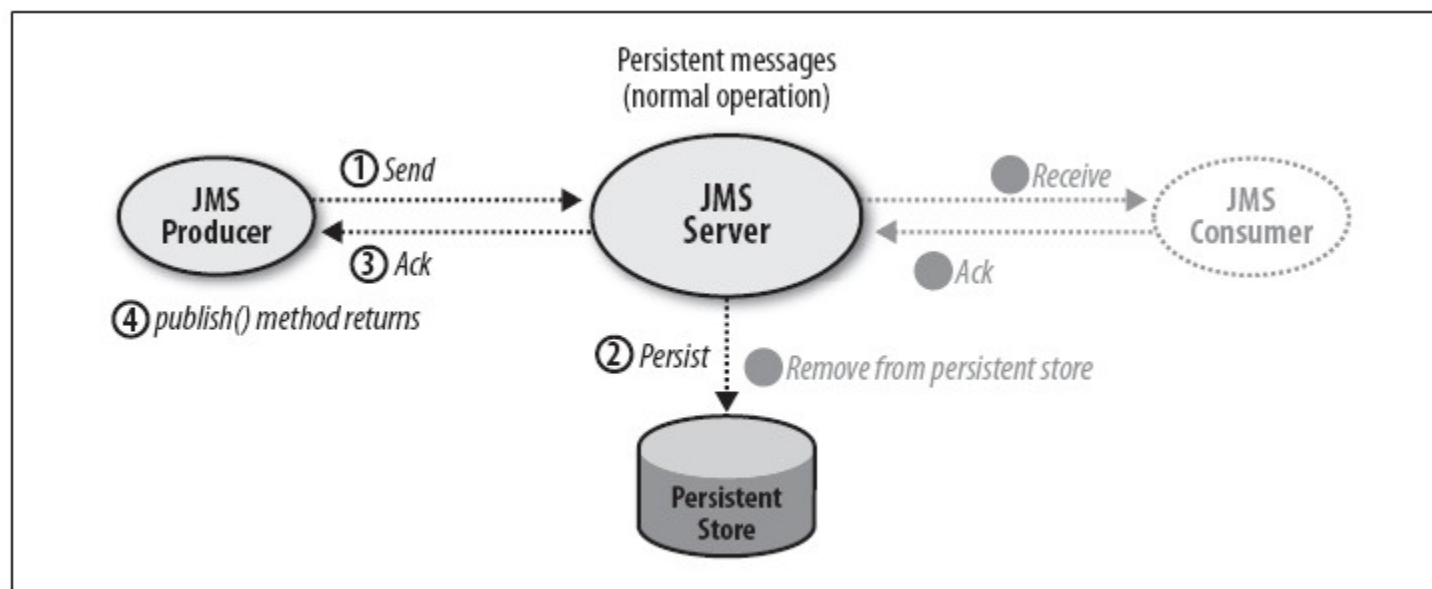 Persistent messages
(normal operation)
1 Send
JMS
Producer
3 Ack
4 publish() method returns
JMS
Server
Receive
Ack
JMS
Consumer
2 Persist
Remove from persistent store
Persistent
Store